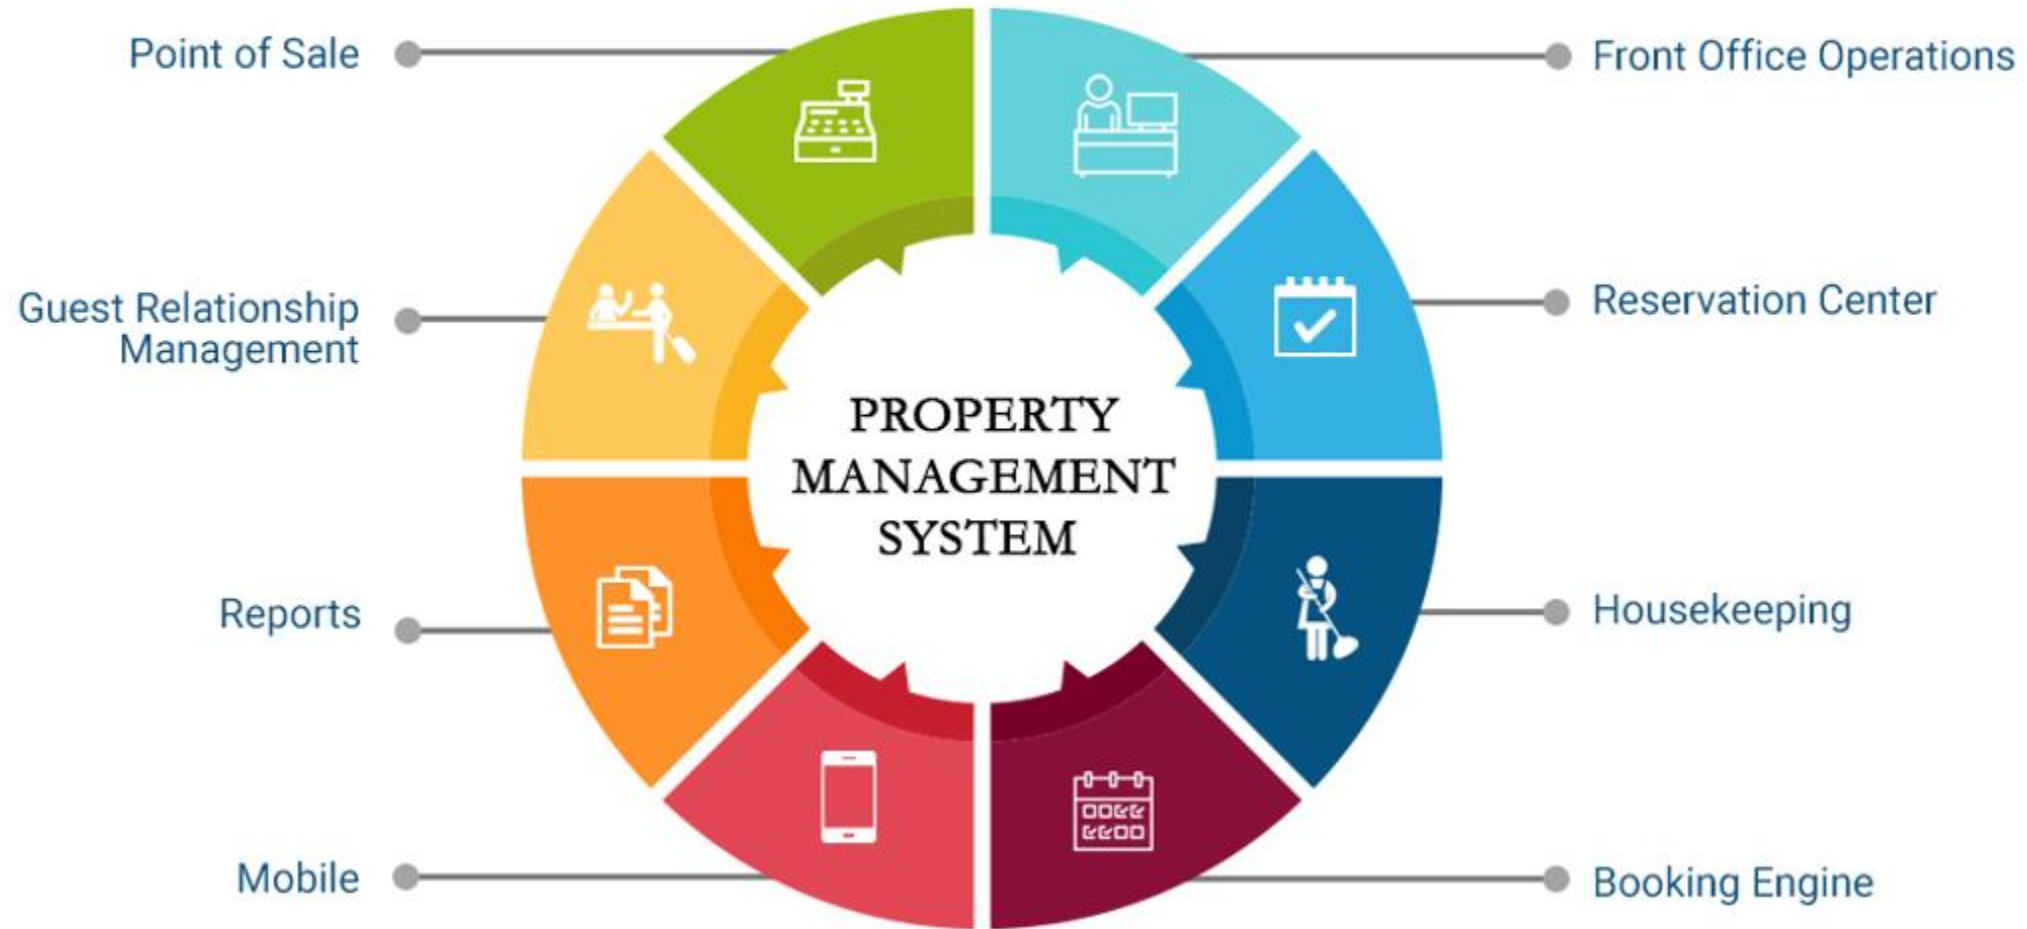 Point of Sale
Front Office Operations
Guest Relationship
Management
Reservation Center
PROPERTY
MANAGEMENT
SYSTEM
Reports
Housekeeping
Mobile
Booking Engine